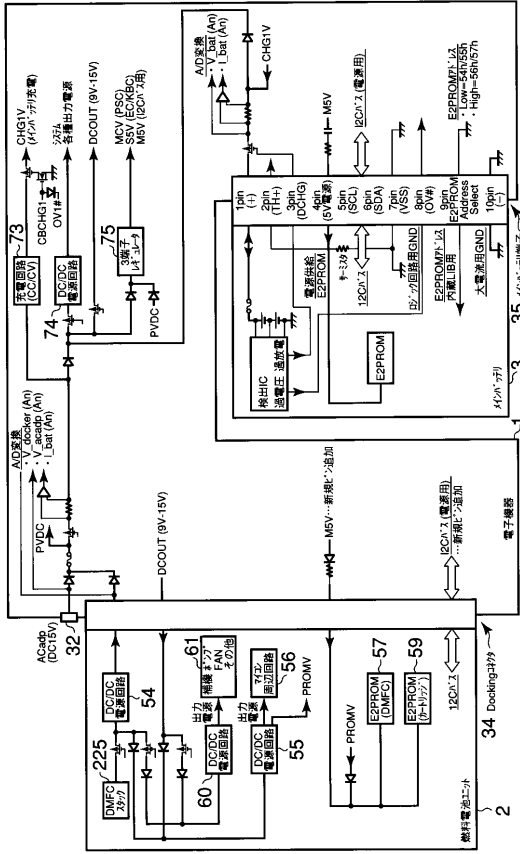 ACadp
(DC15V)
32
A/D変換
・V_docker (An)
・V_acadp (An)
・I_bat (An)
PVDC
73
充電回路
(CC/CV)
CHG1V
(メインバッテリ充電)
CBCHG1
OV1#
74
DC/DC
電源回路
システム
各種出力電源
DCOUT (9V-15V)
PVDC
75
3端子
レギュレータ
MCV (PSC)
S5V (EC/KBC)
M5V (I2Cバス用)
225
DMFC
スタック
DC/DC
電源回路
54
DCOUT (9V-15V)
61
補機 ポンプ
FAN
その他
出力
電源
DC/DC
電源回路
60
56
マイコン
周辺回路
出力
電源
DC/DC
電源回路
55
PROMV
PROMV
M5V…新規ピン追加
E2PROM
(DMFC)
57
E2PROM
(カートリッジ)
59
I2Cバス
I2Cバス (電源用)
…新規ピン追加
34 Dockingコネクタ
燃料電池ユニット
2
電子機器
1
A/D変換
・V_bat (An)
・I_bat (An)
CHG1V
M5V
I2Cバス (電源用)
E2PROMアドレス
・Low=54h/55h
・High=56h/57h
1pin
(+)
2pin
(TH+)
3pin
(DCHG)
4pin
(5V電源)
5pin
(SCL)
6pin
(SDA)
7pin
(VSS)
8pin
(OV#)
9pin
E2PROM
Address
Select
10pin
(−)
検出IC
過電圧 過放電
電源供給
E2PROM
サーミスタ
I2Cバス
ロジック回路用GND
E2PROMアドレス
内蔵LIB用
大電流用GND
E2PROM
メインバッテリ
3
35